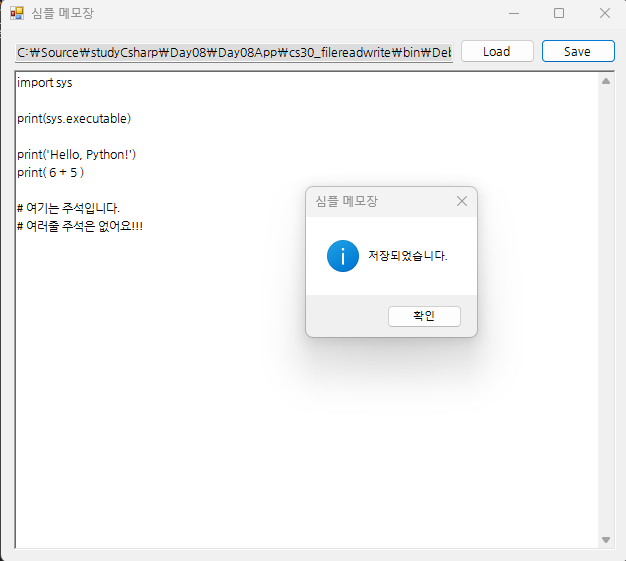 심플 메모장
C:₩Source₩studyCsharp₩Day08₩Day08App₩cs30_filereadwrite₩bin₩Deb
Load
Save
import sys
print(sys.executable)
print('Hello, Python!')
print( 6 + 5 )
# 여기는 주석입니다.
# 여러줄 주석은 없어요!!!
심플 메모장
저장되었습니다.
확인